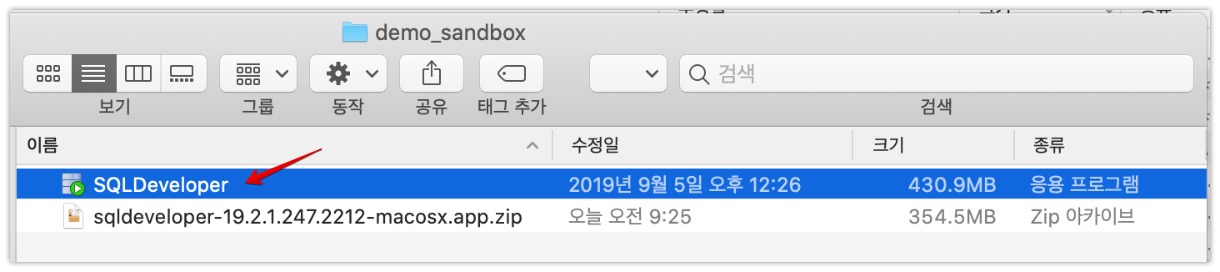 demo_sandbox
검색
보기 그룹 동작 공유 태그 추가 검색
이름 수정일 크기 종류
SQLDeveloper 2019년 9월 5일 오후 12:26 430.9MB 응용 프로그램
sqldeveloper-19.2.1.247.2212-macosx.app.zip 오늘 오전 9:25 354.5MB Zip 아카이브